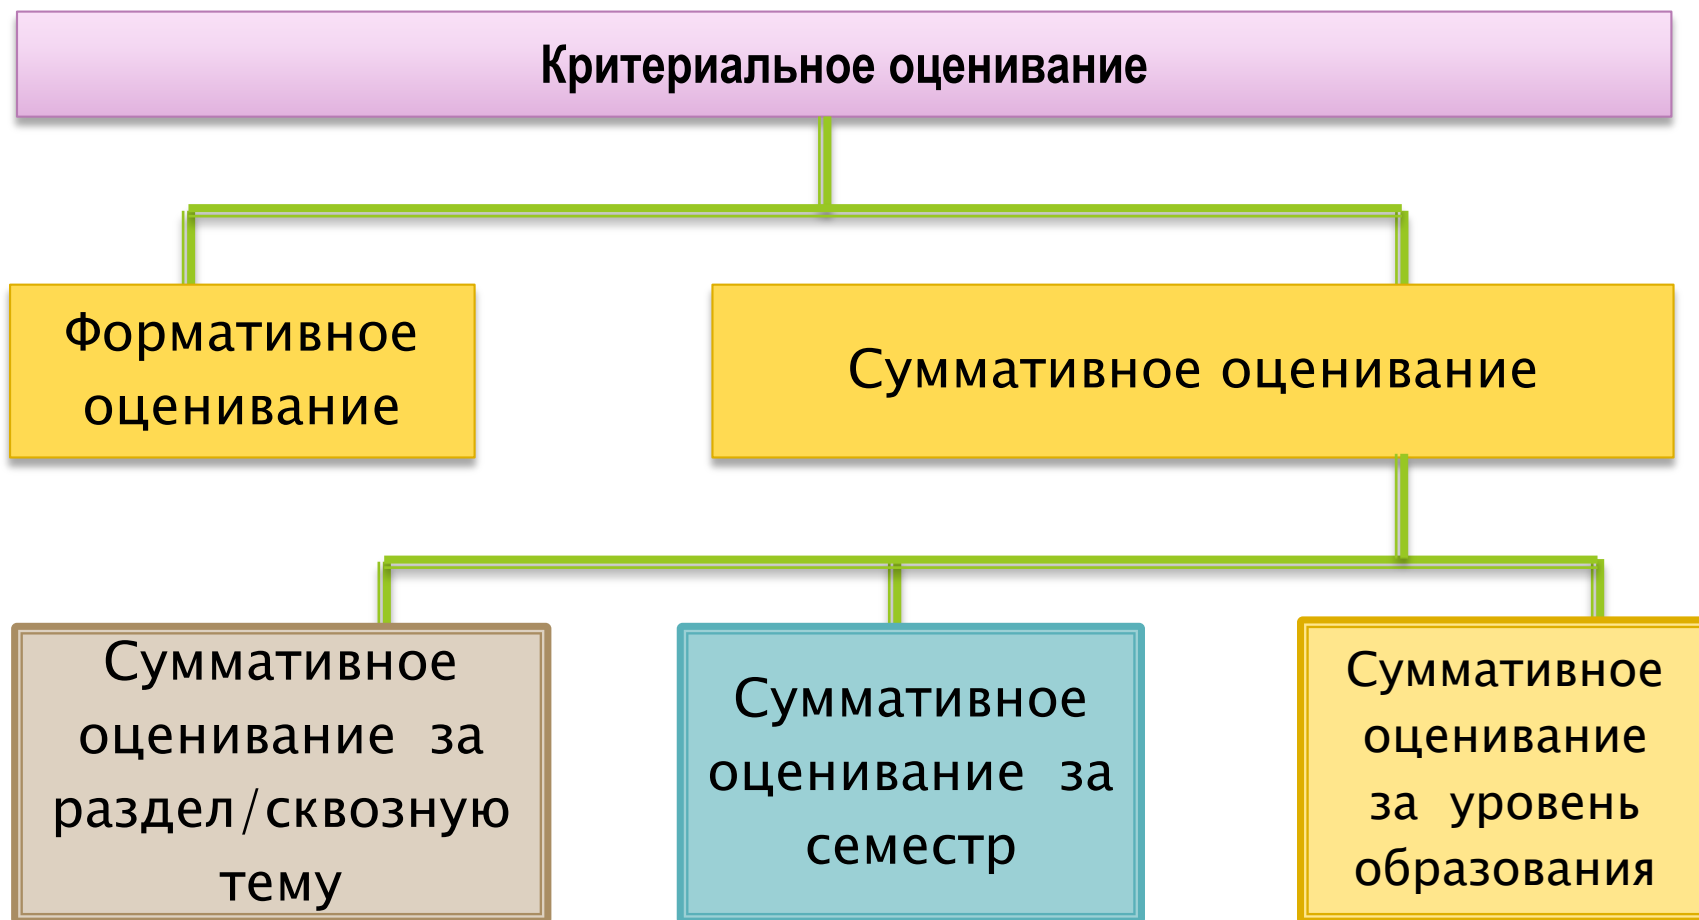 Критериальное оценивание
Формативное
оценивание
Суммативное оценивание
Суммативное
оценивание за
раздел/сквозную
тему
Суммативное
оценивание за
семестр
Суммативное
оценивание
за уровень
образования